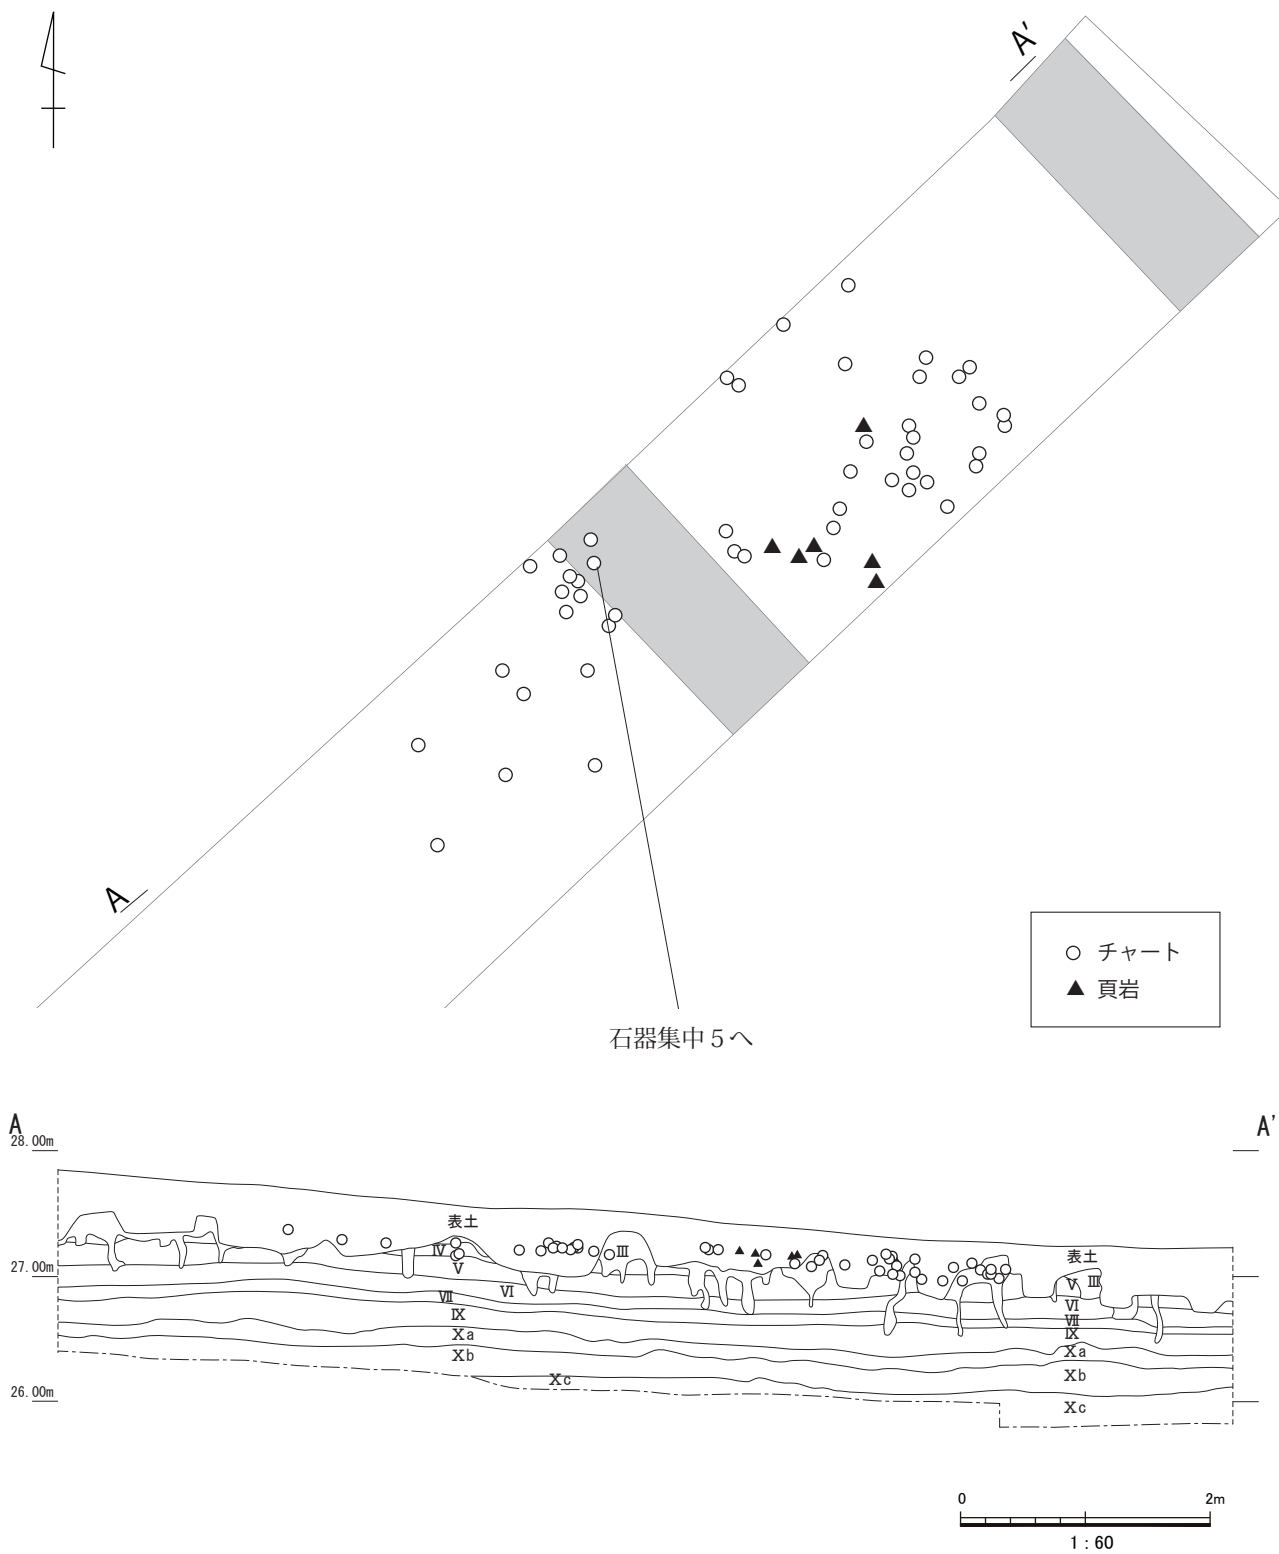 A'
A
チャート
頁岩
石器集中5へ
A
A'
28.00m
表土
Ⅳ
Ⅲ
表土
27.00m
Ⅴ
Ⅴ
Ⅲ
Ⅵ
Ⅵ
Ⅶ
Ⅶ
Ⅸ
Ⅸ
Ⅹa
Ⅹa
Ⅹb
Ⅹb
Ⅹc
26.00m
Ⅹc
0 2m
1:60